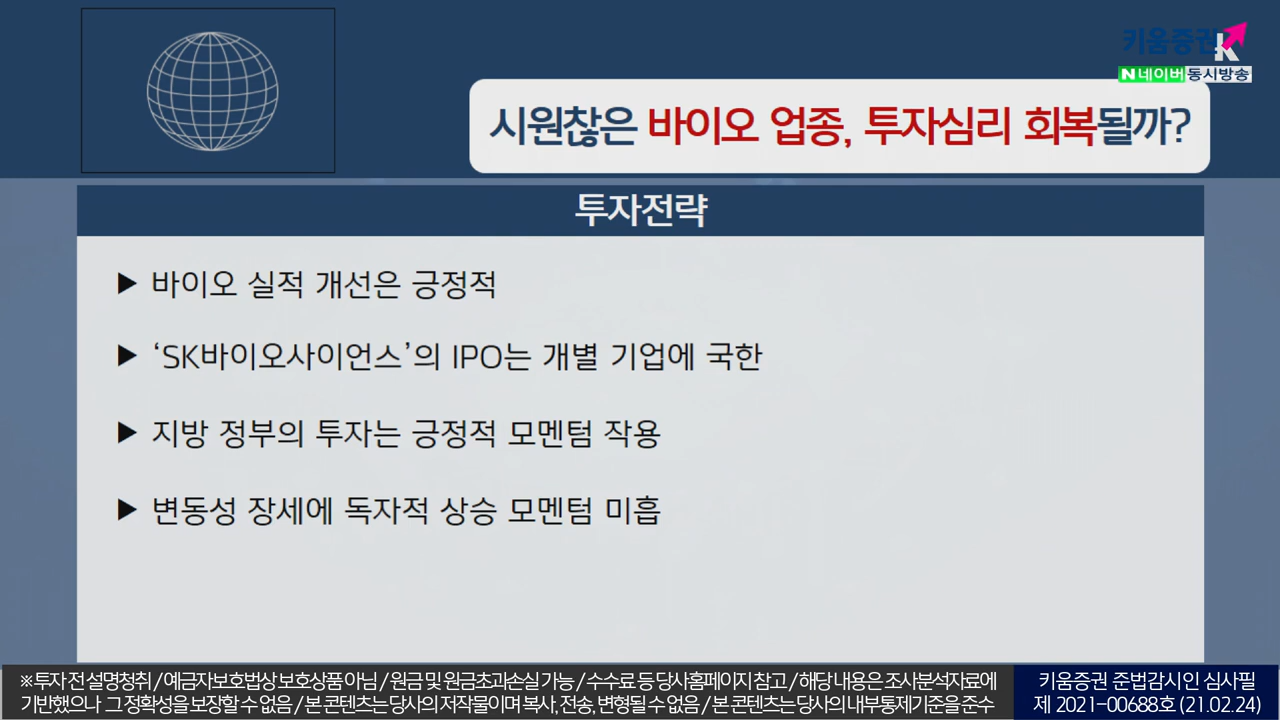 키움증권
N 네이버 동시방송
시원찮은 바이오 업종, 투자심리 회복될까?
투자전략
▶ 바이오 실적 개선은 긍정적
▶ ‘SK바이오사이언스’의 IPO는 개별 기업에 국한
▶ 지방 정부의 투자는 긍정적 모멘텀 작용
▶ 변동성 장세에 독자적 상승 모멘텀 미흡
※ 투자 전 설명청취 / 예금자보호법상 보호상품 아님 / 원금 및 원금초과손실 가능 / 수수료 등 당사홈페이지 참고 / 해당 내용은 조사분석자료에
기반했으나 그 정확성을 보장할 수 없음 / 본 콘텐츠는 당사의 저작물이며 복사, 전송, 변형될 수 없음 / 본 콘텐츠는 당사의 내부통제기준을 준수
키움증권 준법감시인 심사필
제 2021-00688호 (21.02.24)